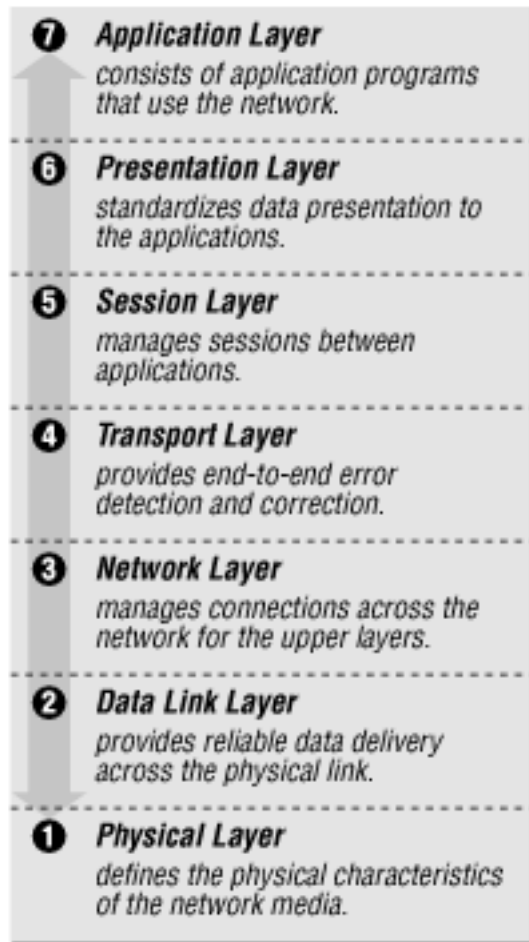 7 Application Layer
consists of application programs
that use the network.
6 Presentation Layer
standardizes data presentation to
the applications.
5 Session Layer
manages sessions between
applications.
4 Transport Layer
provides end-to-end error
detection and correction.
3 Network Layer
manages connections across the
network for the upper layers.
2 Data Link Layer
provides reliable data delivery
across the physical link.
1 Physical Layer
defines the physical characteristics
of the network media.